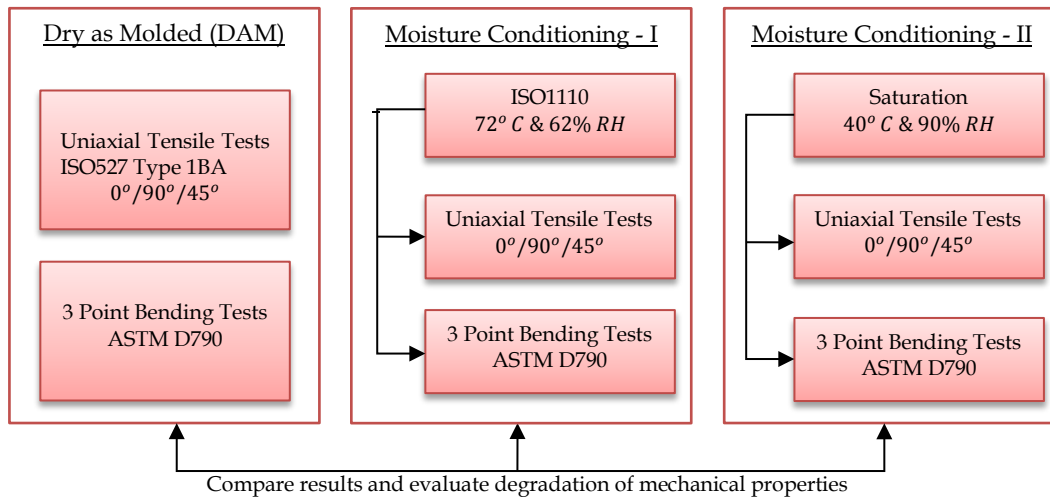 Dry as Molded (DAM)
Uniaxial Tensile Tests
ISO527 Type 1BA
0°/90°/45°
3 Point Bending Tests
ASTM D790
Moisture Conditioning - I
ISO1110
72° C & 62% RH
Uniaxial Tensile Tests
0°/90°/45°
3 Point Bending Tests
ASTM D790
Moisture Conditioning - II
Saturation
40° C & 90% RH
Uniaxial Tensile Tests
0°/90°/45°
3 Point Bending Tests
ASTM D790
Compare results and evaluate degradation of mechanical properties